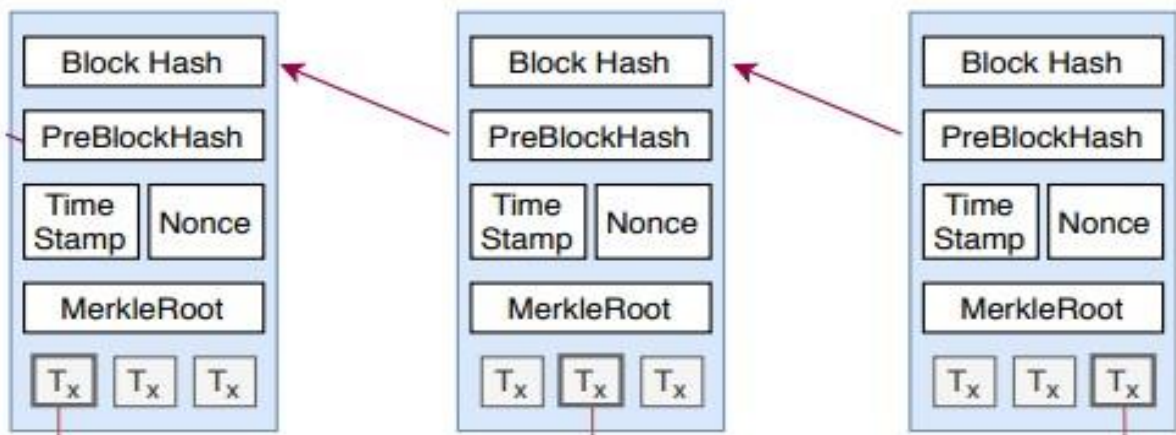 Block Hash
PreBlockHash
Time
Stamp
Nonce
MerkleRoot
Tx Tx Tx
Block Hash
PreBlockHash
Time
Stamp
Nonce
MerkleRoot
Tx Tx Tx
Block Hash
PreBlockHash
Time
Stamp
Nonce
MerkleRoot
Tx Tx Tx